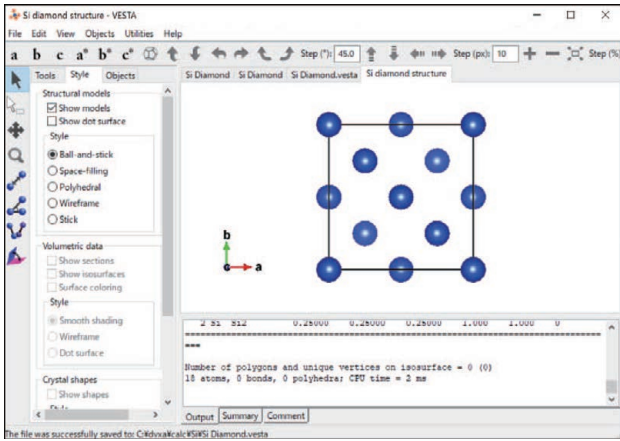 Si diamond structure - VESTA
File Edit View Objects Utilities Help
a b c a* b* c* Step (°): 45.0 Step (px): 10 Step (%)
Tools Style Objects
Si Diamond Si Diamond Si Diamond.vesta Si diamond structure
Structural models
Show models
Show dot surface
Style
Ball-and-stick
Space-filling
Polyhedral
Wireframe
Stick
Volumetric data
Show sections
Show isosurfaces
Surface coloring
Style
Smooth shading
Wireframe
Dot surface
Crystal shapes
Show shapes
Style
b
c a
2 Si Si2 0.25000 0.25000 0.25000 1.000 1.000 0
===
Number of polygons and unique vertices on isosurface = 0 (0)
18 atoms, 0 bonds, 0 polyhedra; CPU time = 2 ms
Output Summary Comment
The file was successfully saved to: C:¥dvxa¥calc¥Si¥Si Diamond.vesta